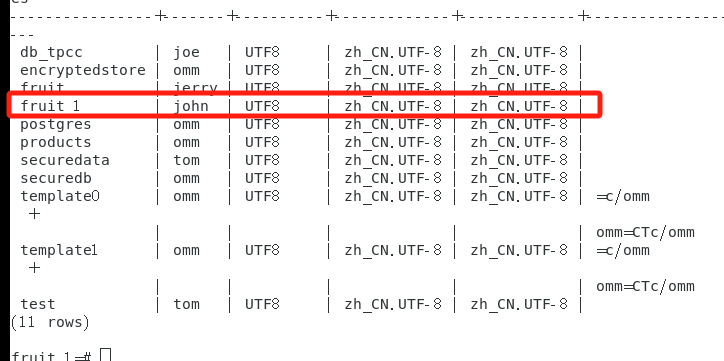 ---------------+-------+----------+-------------+-------------+-------------
---
db_tpcc | joe | UTF8 | zh_CN.UTF-8 | zh_CN.UTF-8 |
encryptedstore | omm | UTF8 | zh_CN.UTF-8 | zh_CN.UTF-8 |
fruit | jerry | UTF8 | zh_CN.UTF-8 | zh_CN.UTF-8 |
fruit_1 | john | UTF8 | zh_CN.UTF-8 | zh_CN.UTF-8 |
postgres | omm | UTF8 | zh_CN.UTF-8 | zh_CN.UTF-8 |
products | omm | UTF8 | zh_CN.UTF-8 | zh_CN.UTF-8 |
securedata | tom | UTF8 | zh_CN.UTF-8 | zh_CN.UTF-8 |
securedb | omm | UTF8 | zh_CN.UTF-8 | zh_CN.UTF-8 |
template0 | omm | UTF8 | zh_CN.UTF-8 | zh_CN.UTF-8 | =c/omm
+
| | | | | omm=CTc/omm
template1 | omm | UTF8 | zh_CN.UTF-8 | zh_CN.UTF-8 | =c/omm
+
| | | | | omm=CTc/omm
test | tom | UTF8 | zh_CN.UTF-8 | zh_CN.UTF-8 |
(11 rows)
fruit_1=#